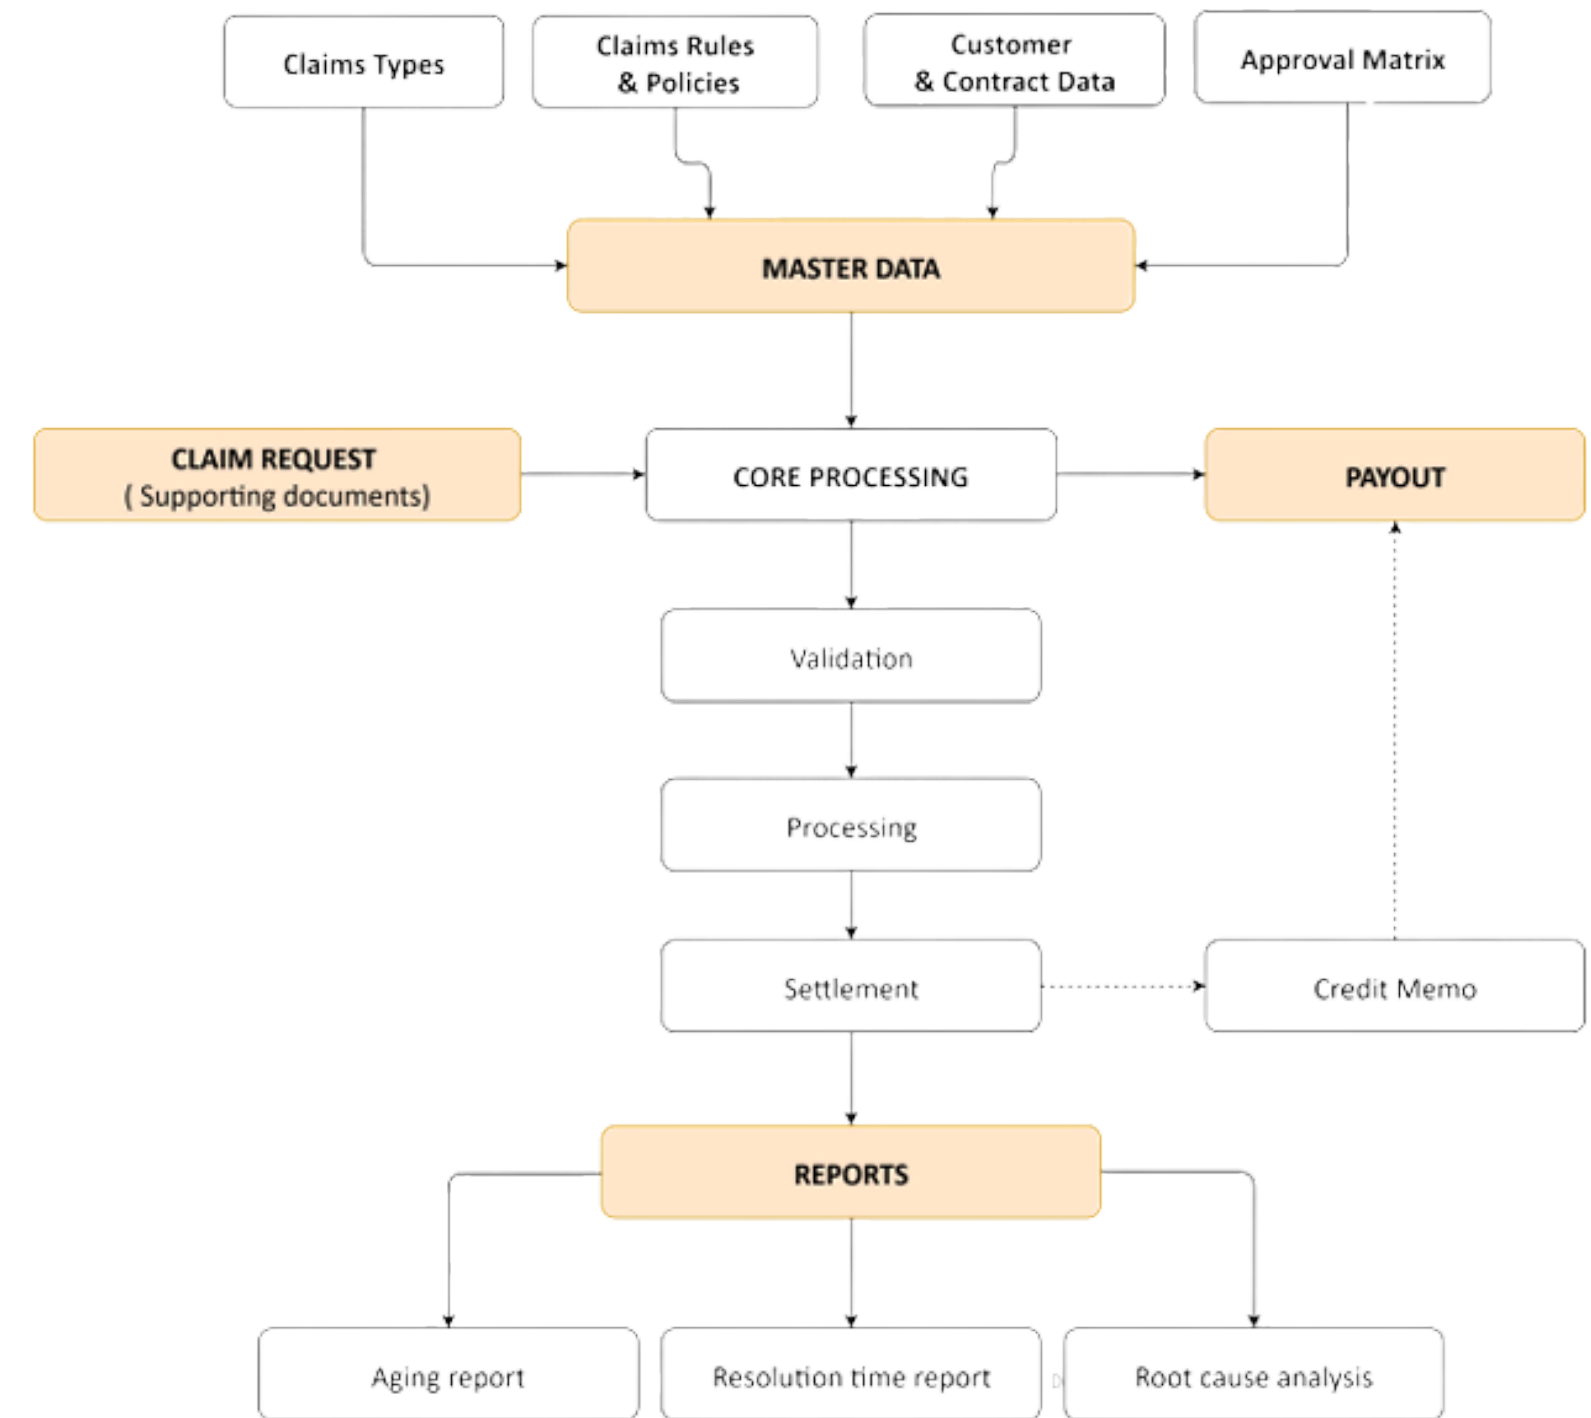 Claims Types
Claims Rules
& Policies
Customer
& Contract Data
Approval Matrix
MASTER DATA
CLAIM REQUEST
( Supporting documents)
CORE PROCESSING
PAYOUT
Validation
Processing
Settlement
Credit Memo
REPORTS
Aging report
Resolution time report
Root cause analysis